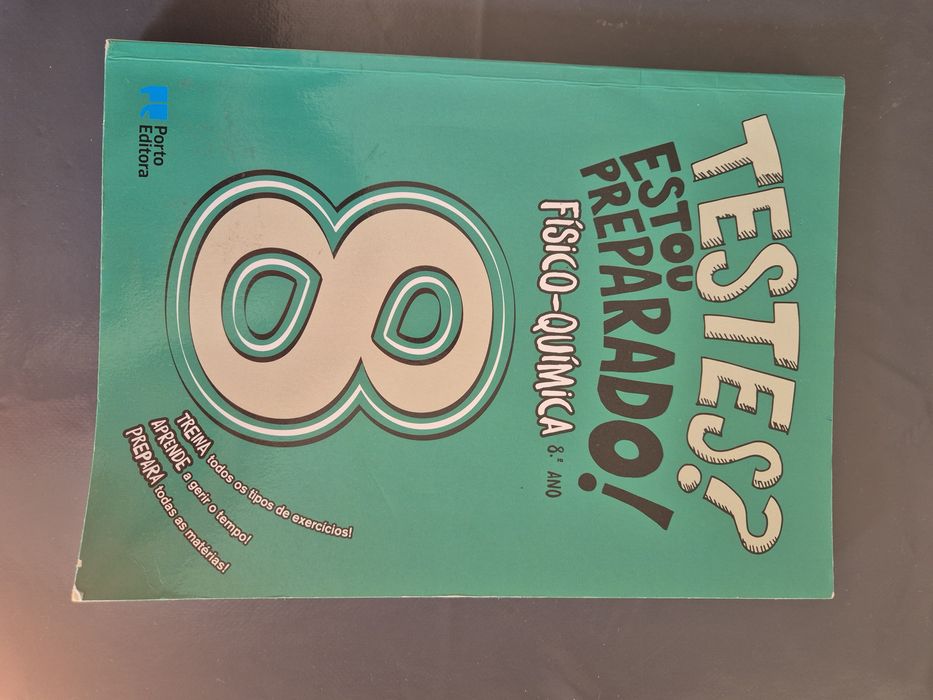 TESTES?
ESTOU
PREPARADO!
FÍSICO-QUÍMICA 8.º ANO
8
TREINA todos os tipos de exercícios!
APRENDE a gerir o tempo!
PREPARA todas as matérias!
Porto
Editora